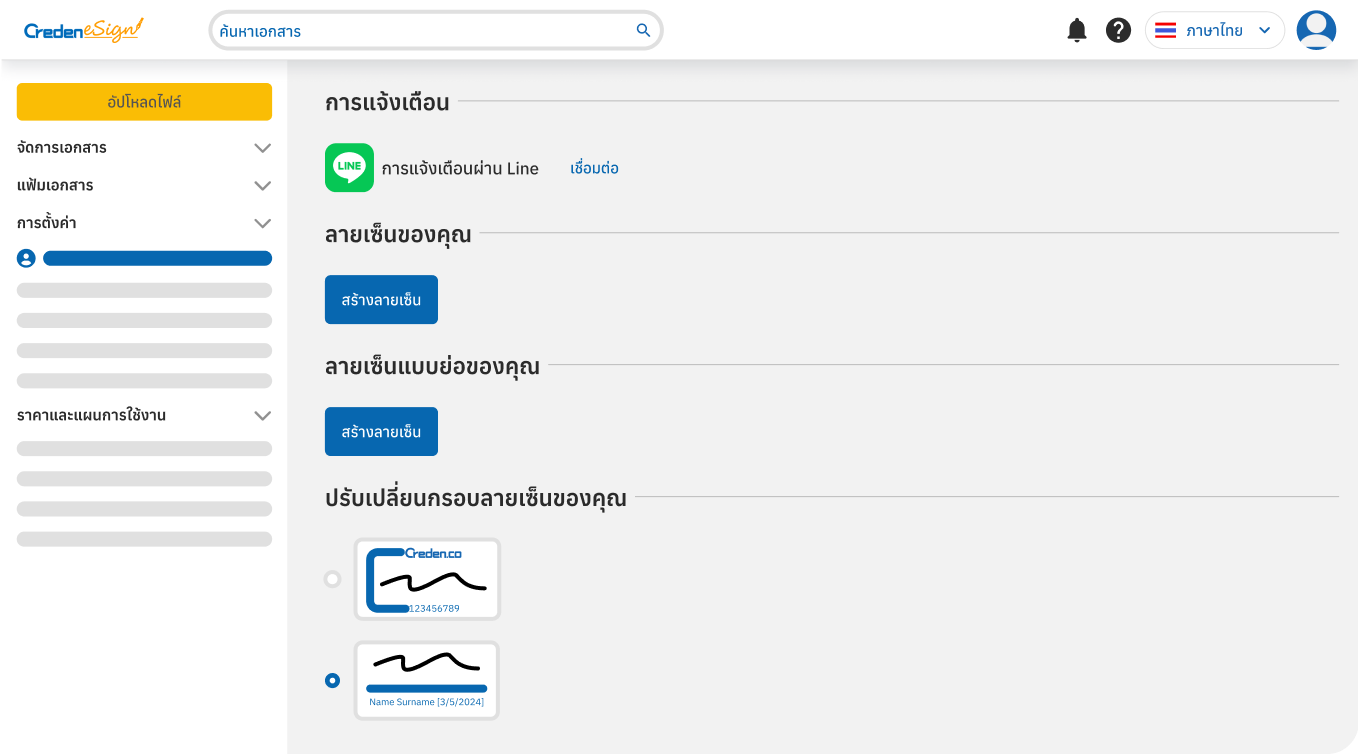 Creden eSign
ค้นหาเอกสาร
ภาษาไทย
อัปโหลดไฟล์
จัดการเอกสาร
แฟ้มเอกสาร
การตั้งค่า
ราคาและแผนการใช้งาน
การแจ้งเตือน
LINE
การแจ้งเตือนผ่าน Line
เชื่อมต่อ
ลายเซ็นของคุณ
สร้างลายเซ็น
ลายเซ็นแบบย่อของคุณ
สร้างลายเซ็น
ปรับเปลี่ยนกรอบลายเซ็นของคุณ
Creden.co
123456789
Name Surname [3/5/2024]